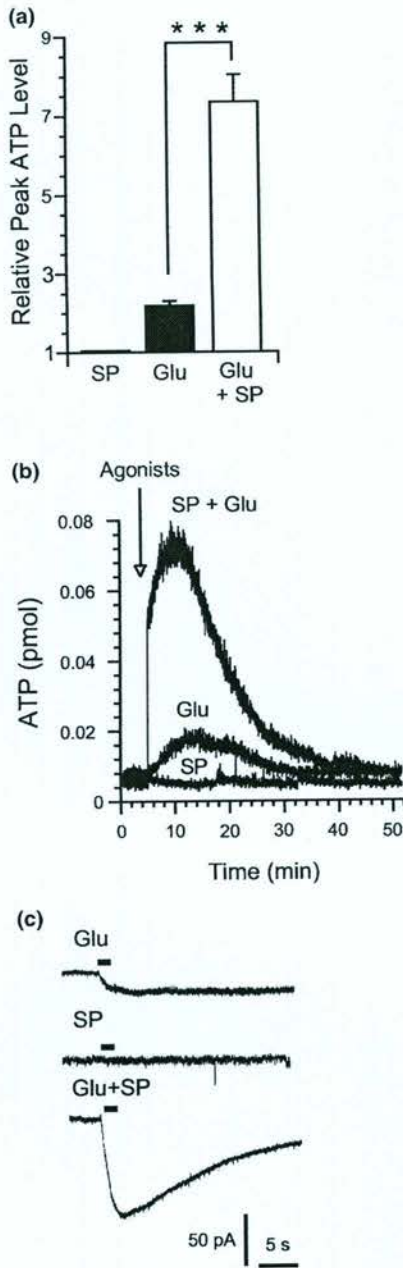 (a)
* * *
9
7
5
3
1
Relative Peak ATP Level
SP
Glu
Glu
+ SP
(b)
Agonists
SP + Glu
0.08
0.06
0.04
0.02
0
ATP (pmol)
Glu
SP
0 10 20 30 40 50
Time (min)
(c)
Glu
SP
Glu+SP
50 pA
5 s